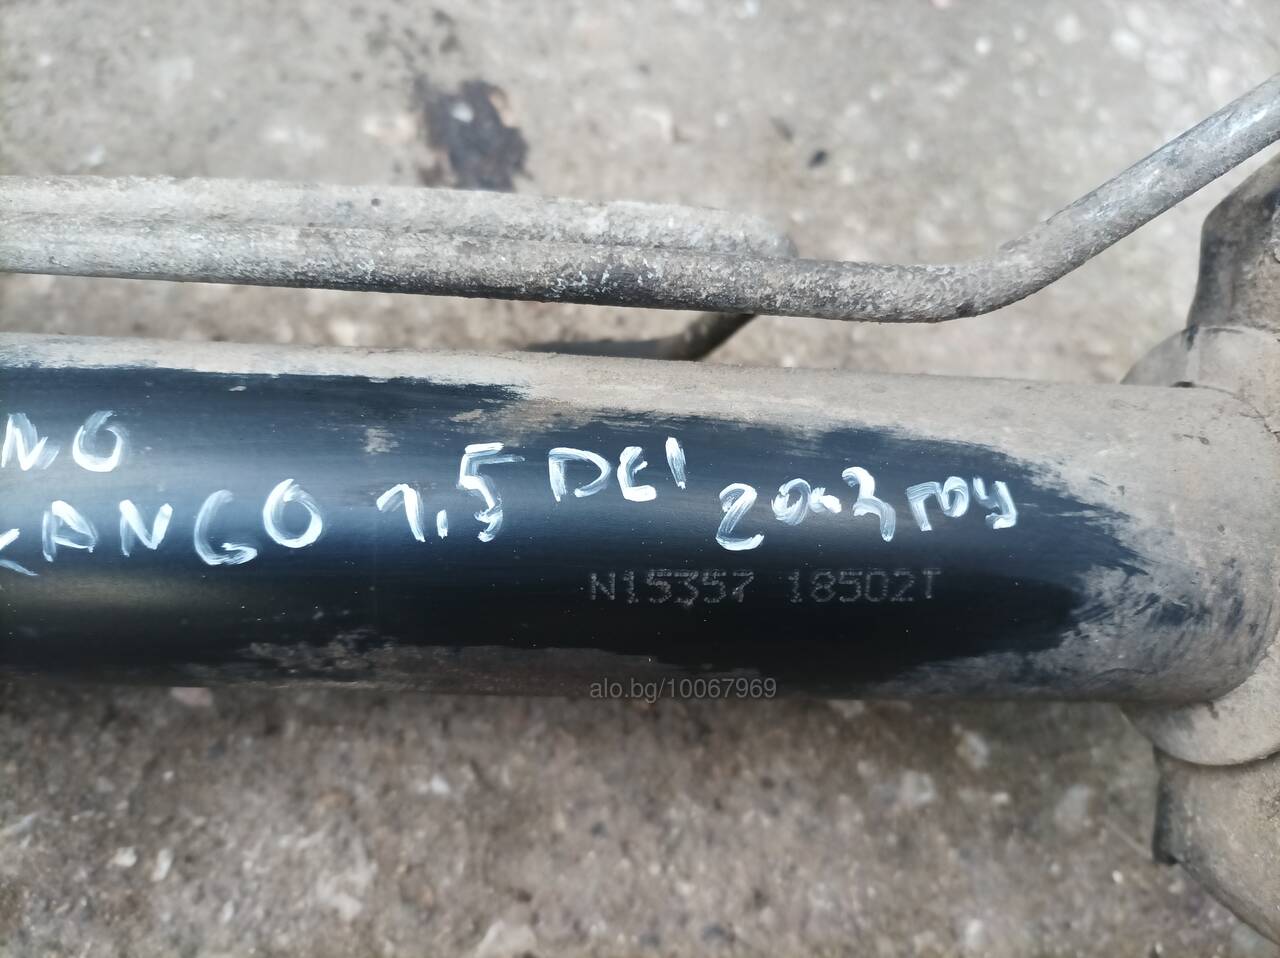 NO
KANGO 1.5 DCI 2003 год
N15357 18502T
alo.bg/10067969